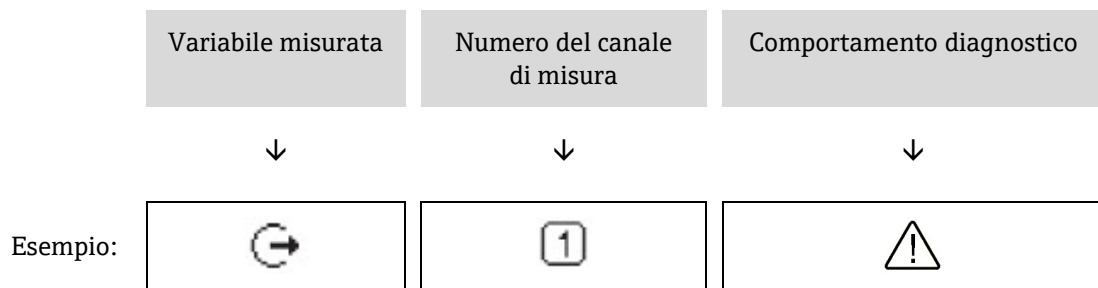 Variabile misurata
Numero del canale
di misura
Comportamento diagnostico
Esempio:
1
!